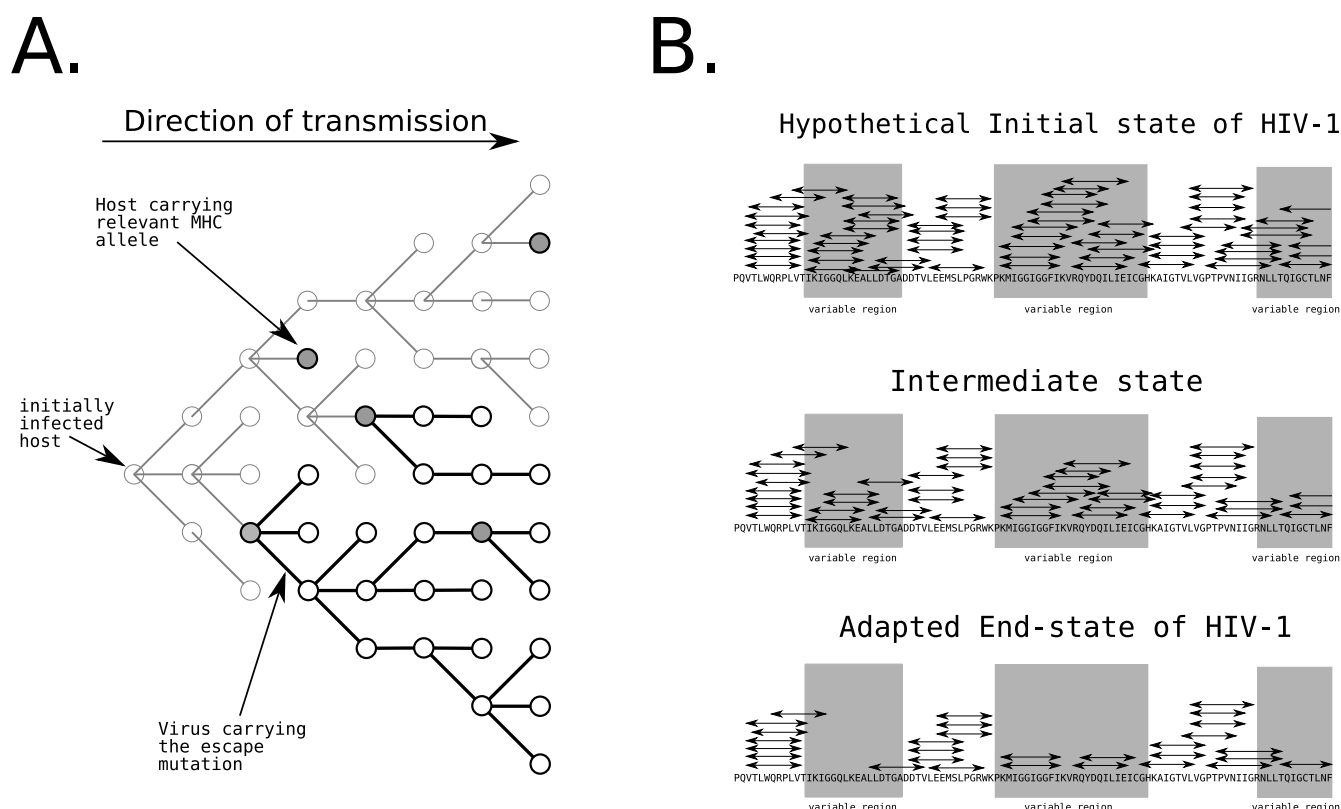 A.
Direction of transmission
Host carrying
relevant MHC
allele
initially
infected
host
Virus carrying
the escape
mutation
B.
Hypothetical Initial state of HIV-1
PQVTLWQRPLVTIKIGGQLKEALLDTGADDTVLEEMSLPGRWKPKMIGGIGGFIKVRQYDQILIEICGHKAIGTVLVGPTPVNIIGRNLLTQIGCTLNF
variable region
variable region
variable region
Intermediate state
PQVTLWQRPLVTIKIGGQLKEALLDTGADDTVLEEMSLPGRWKPKMIGGIGGFIKVRQYDQILIEICGHKAIGTVLVGPTPVNIIGRNLLTQIGCTLNF
variable region
variable region
variable region
Adapted End-state of HIV-1
PQVTLWQRPLVTIKIGGQLKEALLDTGADDTVLEEMSLPGRWKPKMIGGIGGFIKVRQYDQILIEICGHKAIGTVLVGPTPVNIIGRNLLTQIGCTLNF
variable region
variable region
variable region